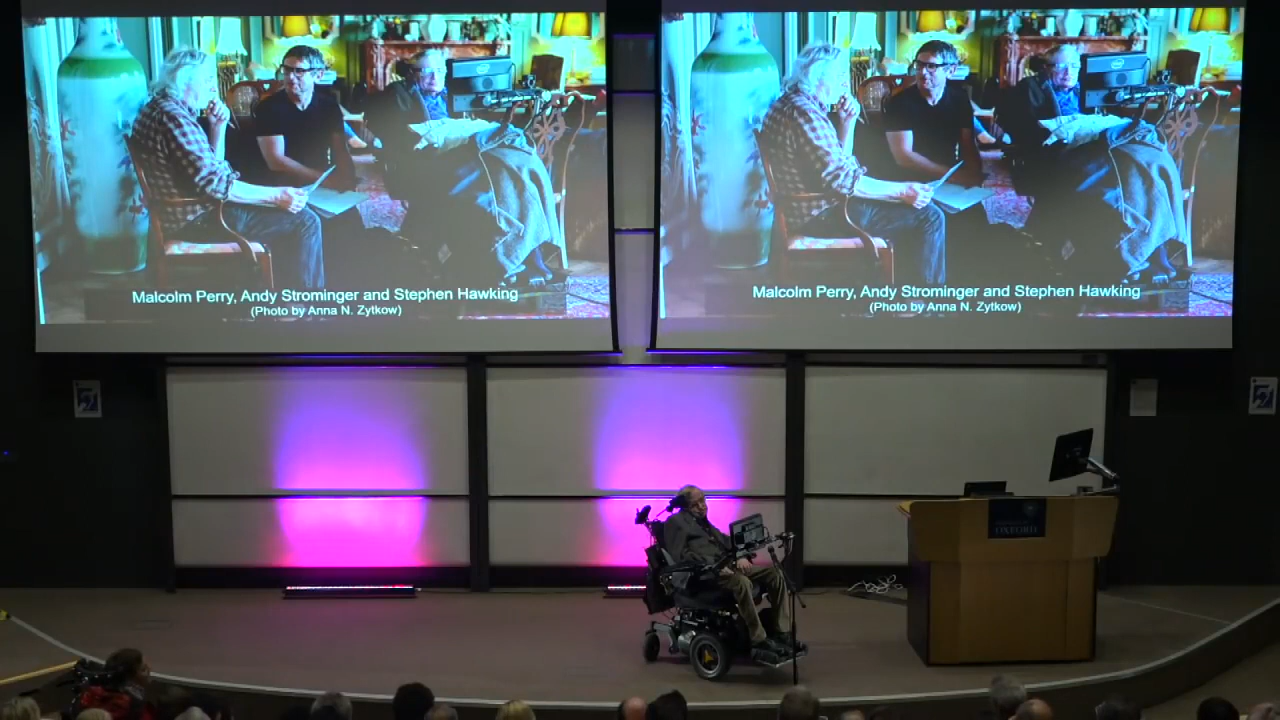 Malcolm Perry, Andy Strominger and Stephen Hawking
(Photo by Anna N. Zytkow)
Malcolm Perry, Andy Strominger and Stephen Hawking
(Photo by Anna N. Zytkow)
OXFORD